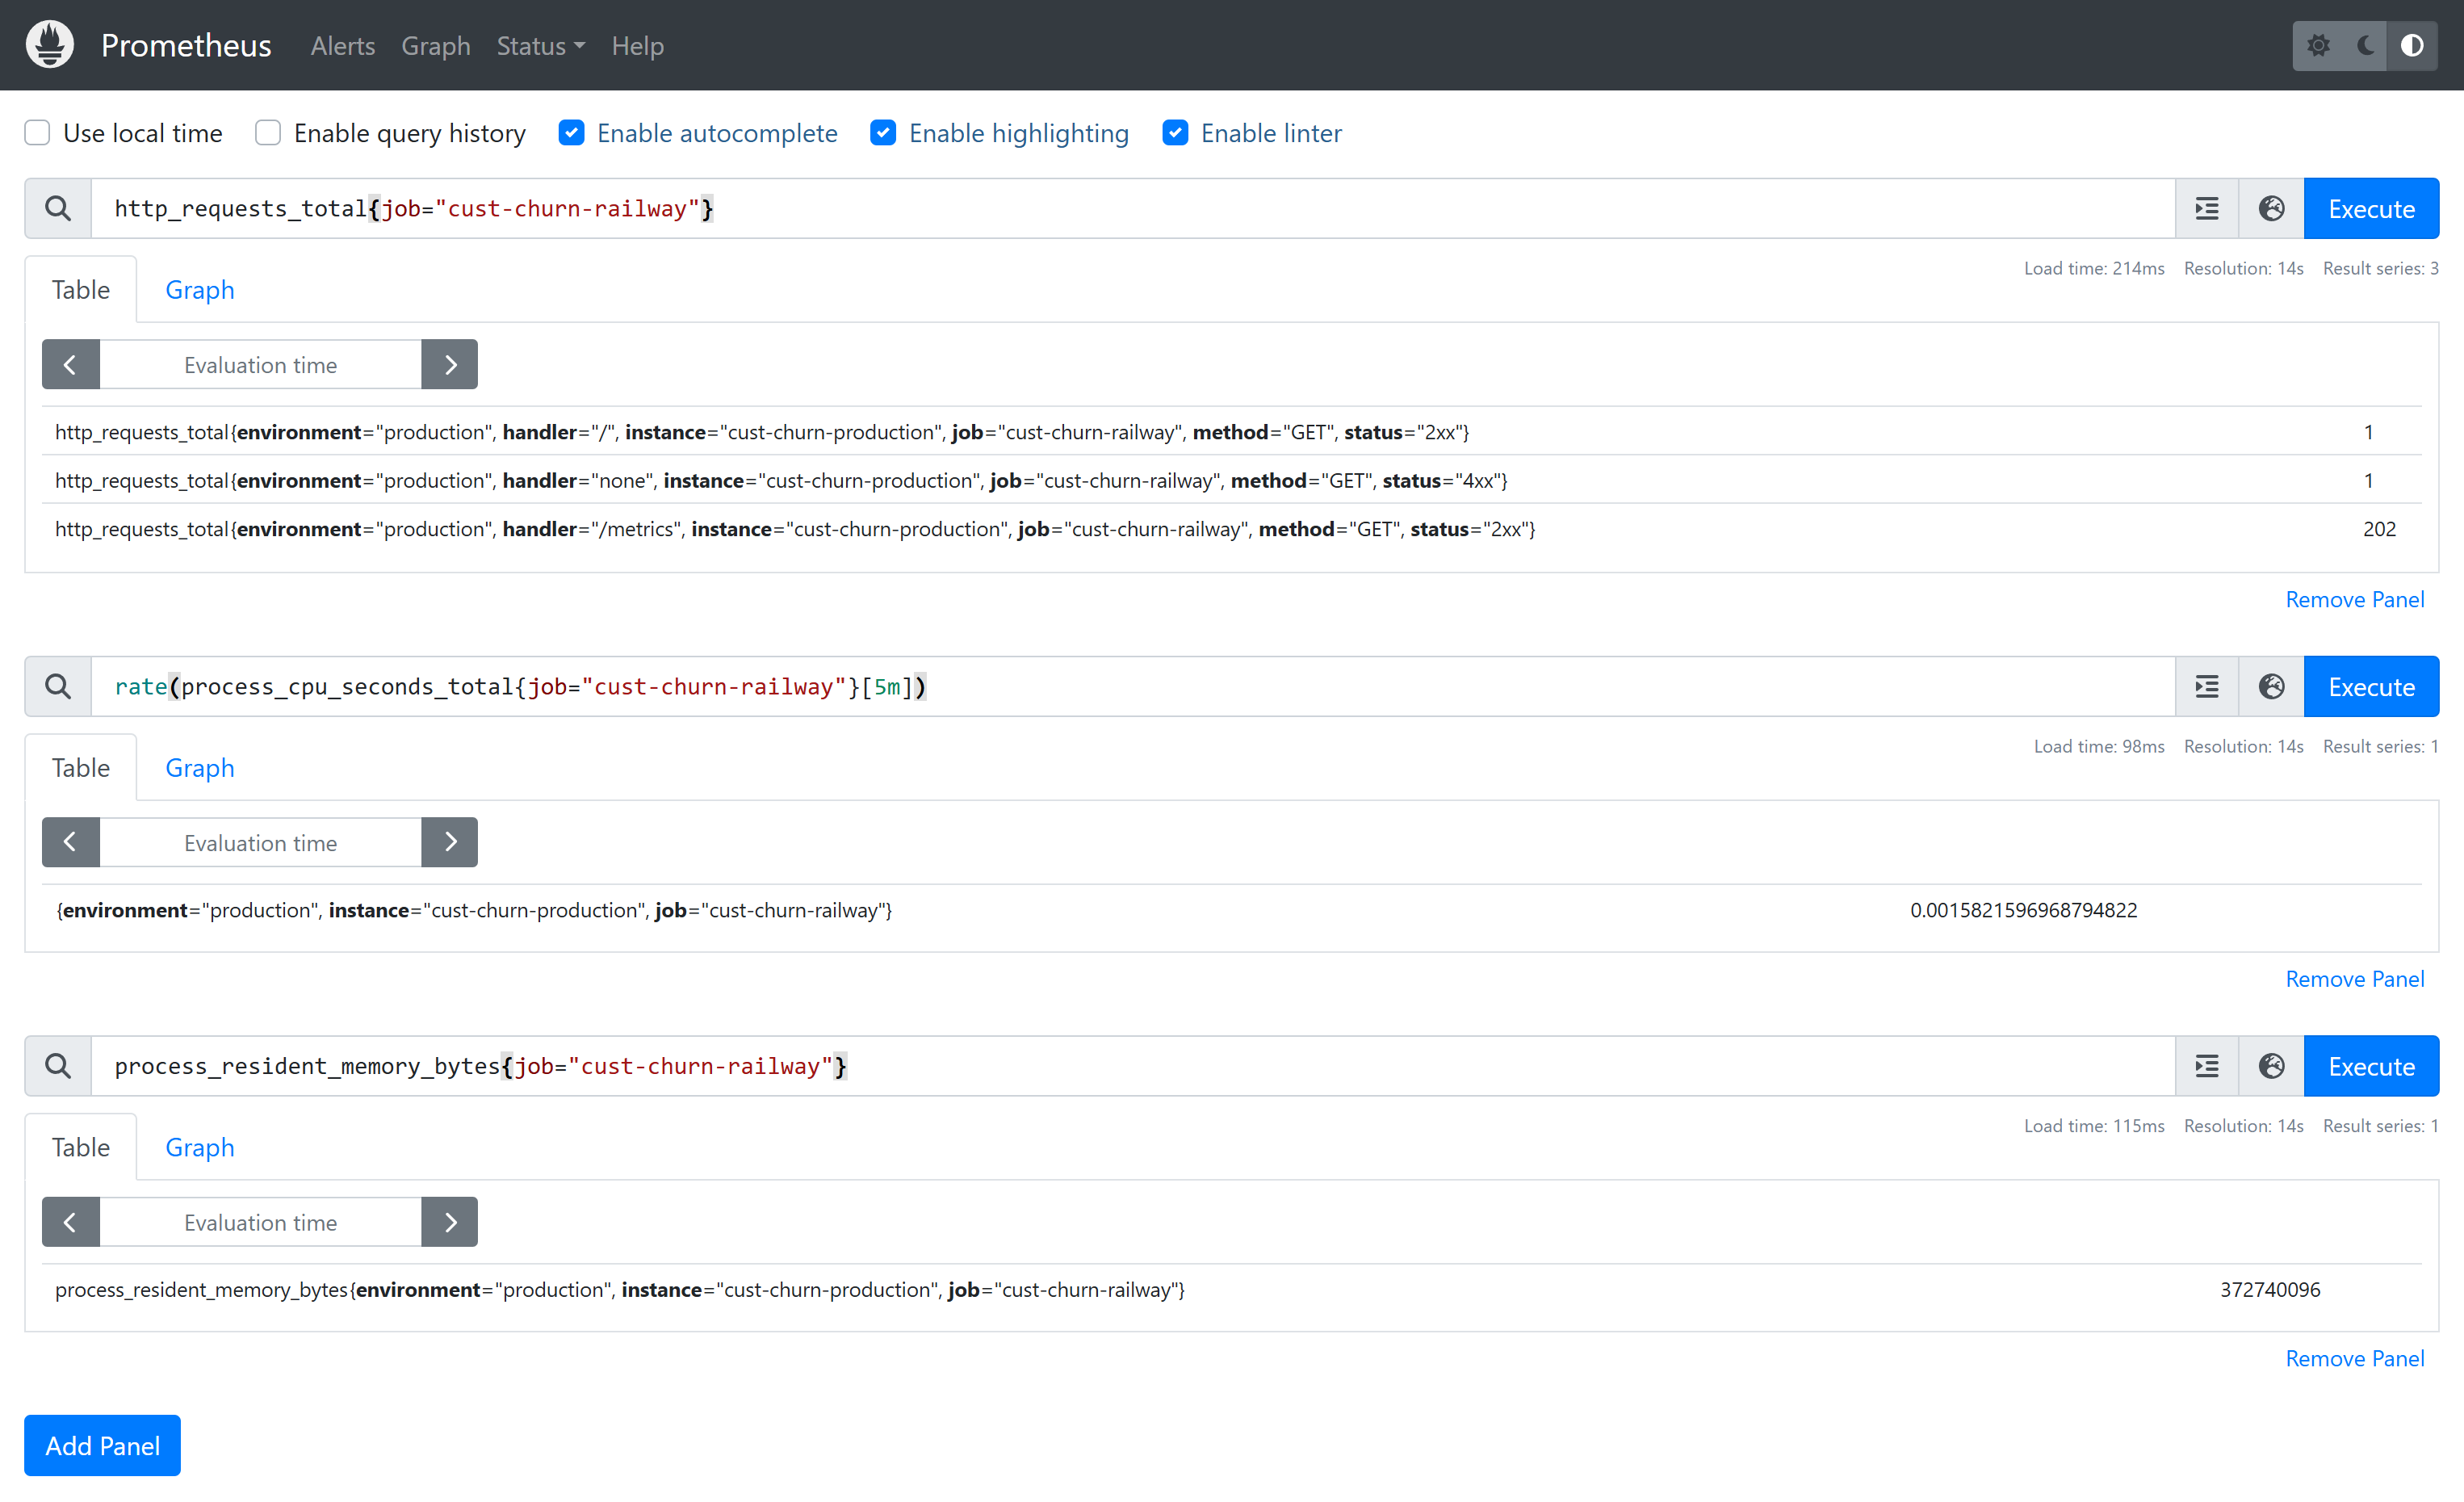 Prometheus Alerts Graph Status Help
Use local time Enable query history Enable autocomplete Enable highlighting Enable linter
http_requests_total{job="cust-churn-railway"} Execute
Table Graph Load time: 214ms Resolution: 14s Result series: 3
Evaluation time
http_requests_total{environment="production", handler="/", instance="cust-churn-production", job="cust-churn-railway", method="GET", status="2xx"} 1
http_requests_total{environment="production", handler="none", instance="cust-churn-production", job="cust-churn-railway", method="GET", status="4xx"} 1
http_requests_total{environment="production", handler="/metrics", instance="cust-churn-production", job="cust-churn-railway", method="GET", status="2xx"} 202
Remove Panel
rate(process_cpu_seconds_total{job="cust-churn-railway"}[5m]) Execute
Table Graph Load time: 98ms Resolution: 14s Result series: 1
Evaluation time
{environment="production", instance="cust-churn-production", job="cust-churn-railway"} 0.0015821596968794822
Remove Panel
process_resident_memory_bytes{job="cust-churn-railway"} Execute
Table Graph Load time: 115ms Resolution: 14s Result series: 1
Evaluation time
process_resident_memory_bytes{environment="production", instance="cust-churn-production", job="cust-churn-railway"} 372740096
Remove Panel
Add Panel